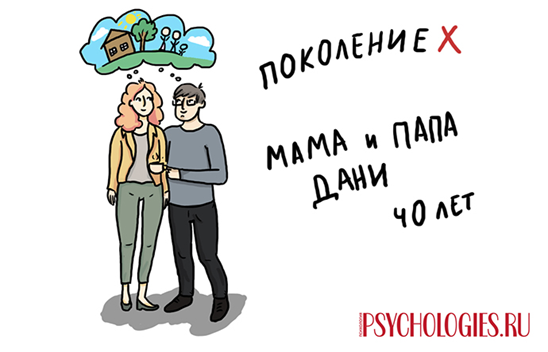 ПОКОЛЕНИЕ X
МАМА и ПАПА
ДАНИ
40 ЛЕТ
PSYCHOLOGIES.RU